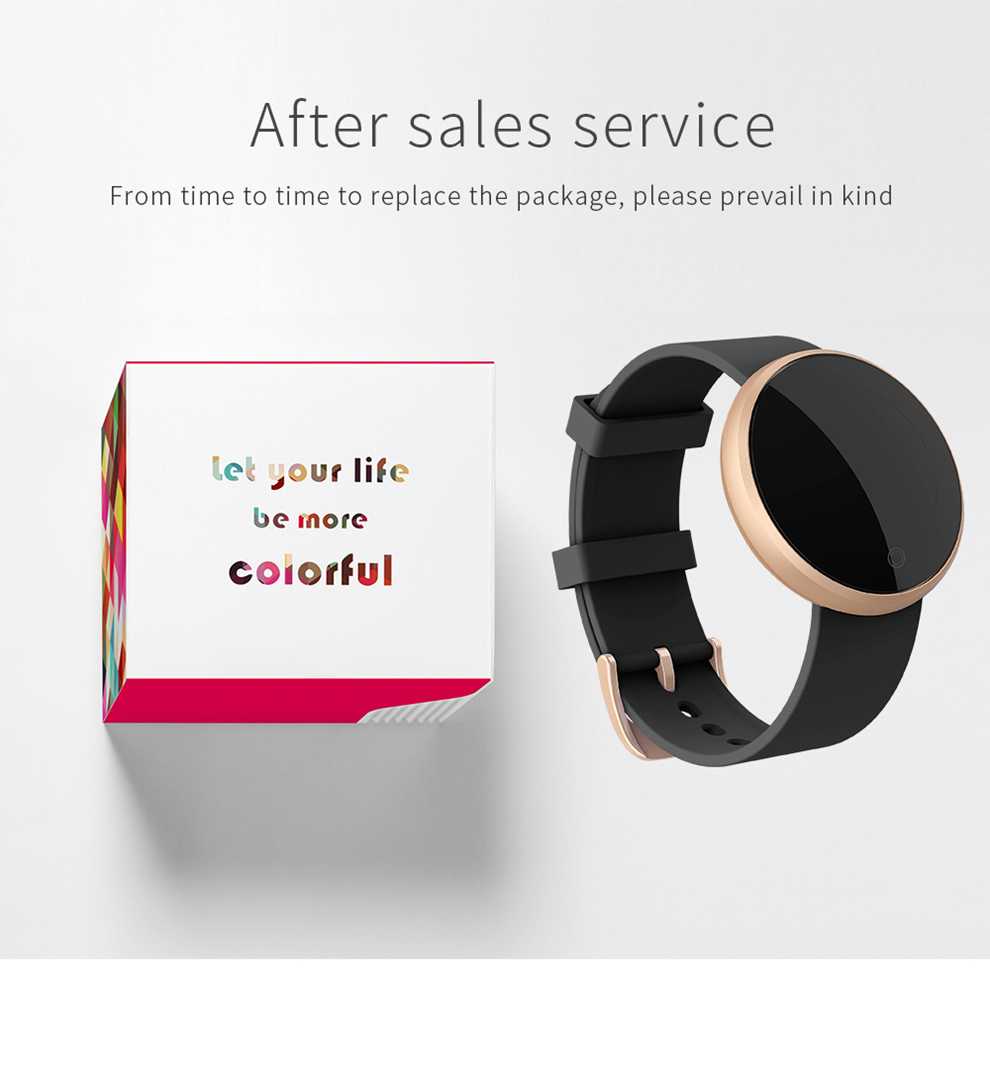 After sales service
From time to time to replace the package, please prevail in kind
let your life
be more
colorful